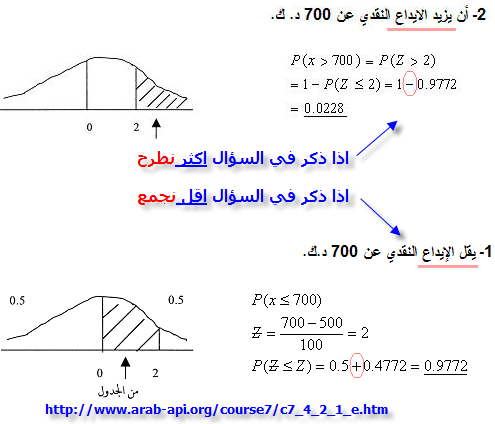 2- أن يزيد الايداع النقدي عن 700 د. ك.
P(x > 700) = P(Z > 2)
= 1 - P(Z ≤ 2) = 1 - 0.9772
= 0.0228
0 2
اذا ذكر في السؤال اكثر نطرح
اذا ذكر في السؤال اقل نجمع
1- يقل الإيداع النقدي عن 700 د.ك.
0.5 0.5
P(x ≤ 700)
Z = (700 - 500) / 100 = 2
P(Z ≤ Z) = 0.5 + 0.4772 = 0.9772
0 2
من الجدول
http://www.arab-api.org/course7/c7_4_2_1_e.htm